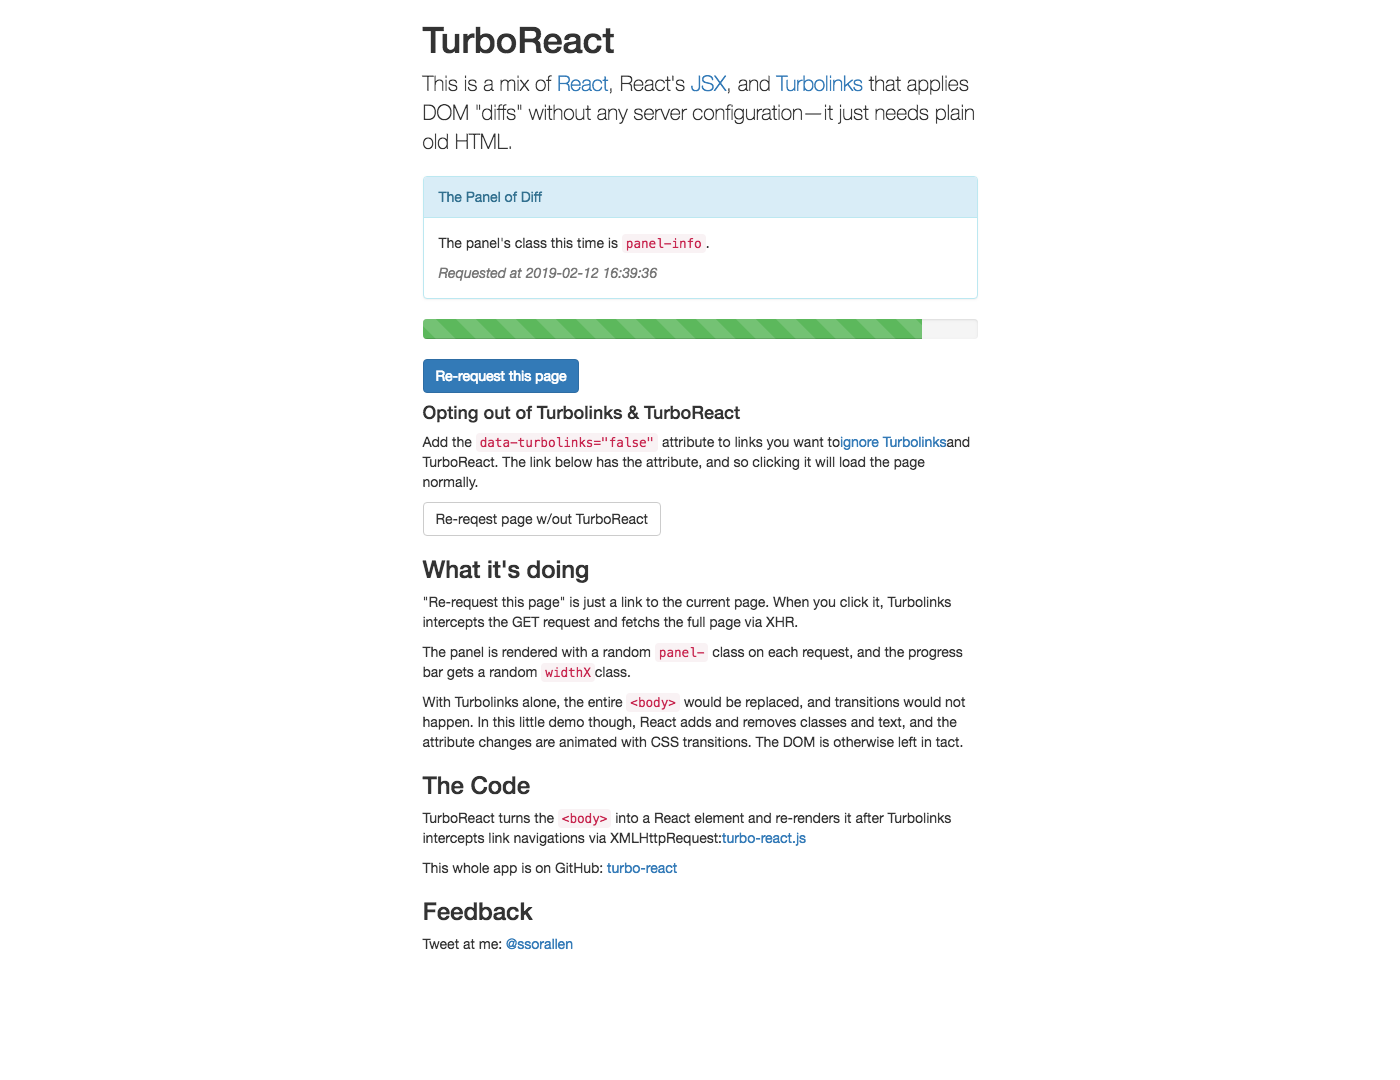 TurboReact
This is a mix of React, React's JSX, and Turbolinks that applies
DOM "diffs" without any server configuration—it just needs plain
old HTML.
The Panel of Diff
The panel's class this time is panel-info.
Requested at 2019-02-12 16:39:36
Re-request this page
Opting out of Turbolinks & TurboReact
Add the data-turbolinks="false" attribute to links you want toignore Turbolinksand
TurboReact. The link below has the attribute, and so clicking it will load the page
normally.
Re-reqest page w/out TurboReact
What it's doing
"Re-request this page" is just a link to the current page. When you click it, Turbolinks
intercepts the GET request and fetchs the full page via XHR.
The panel is rendered with a random panel- class on each request, and the progress
bar gets a random widthX class.
With Turbolinks alone, the entire <body> would be replaced, and transitions would not
happen. In this little demo though, React adds and removes classes and text, and the
attribute changes are animated with CSS transitions. The DOM is otherwise left in tact.
The Code
TurboReact turns the <body> into a React element and re-renders it after Turbolinks
intercepts link navigations via XMLHttpRequest:turbo-react.js
This whole app is on GitHub: turbo-react
Feedback
Tweet at me: @ssorallen